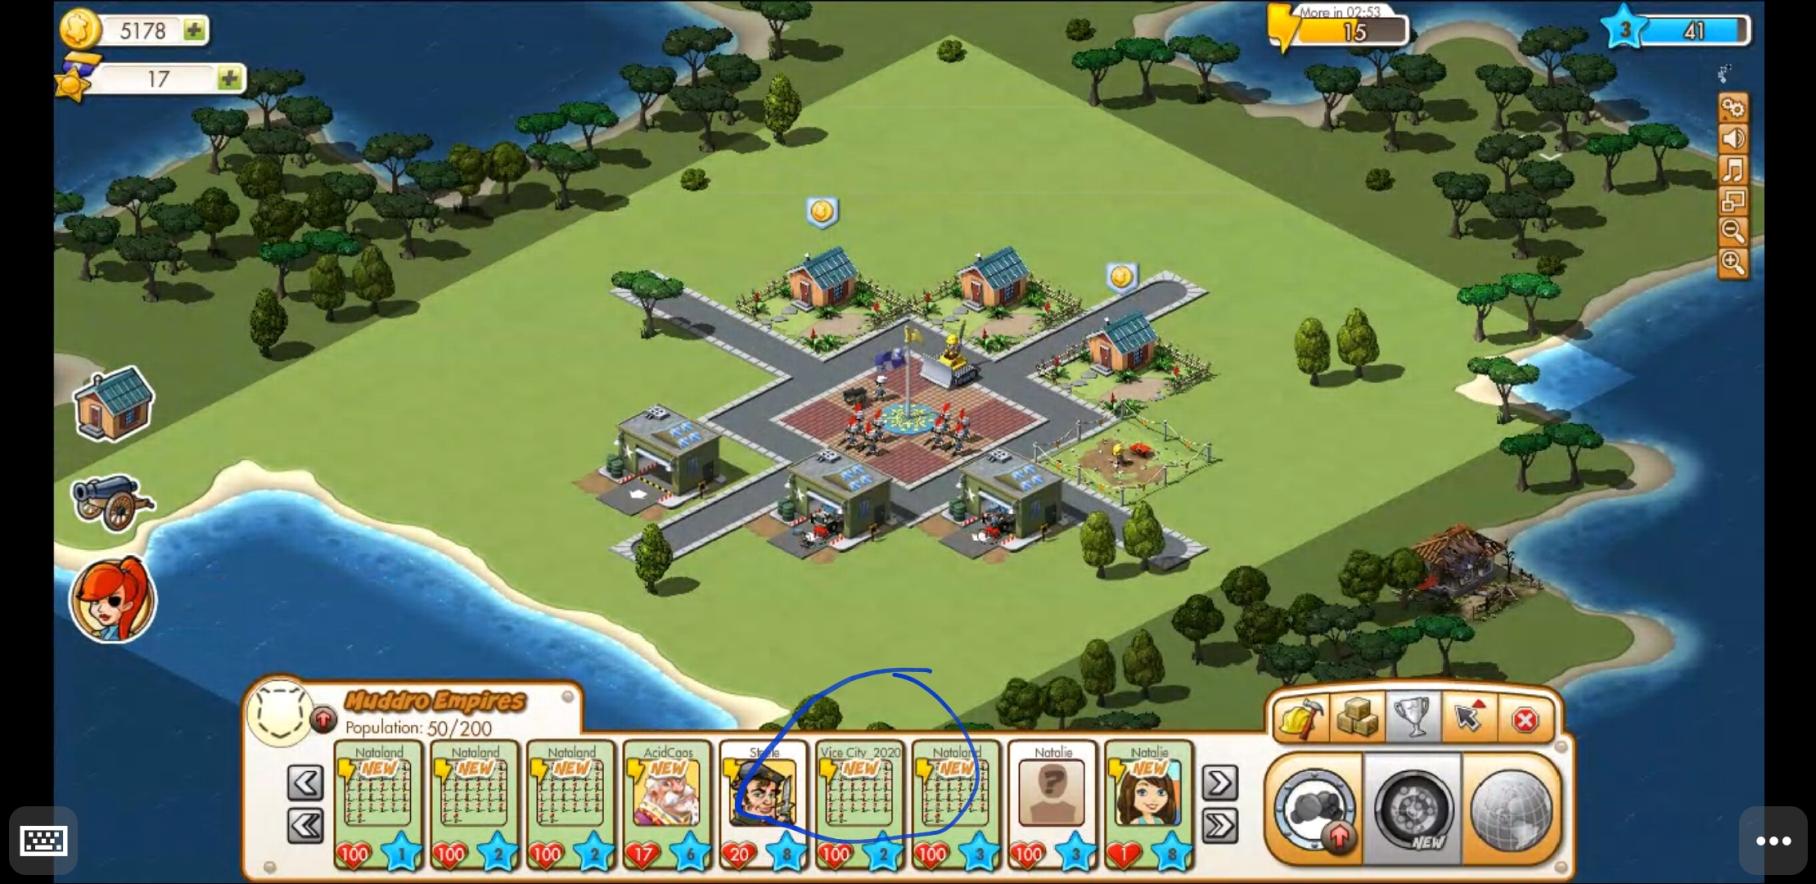 5178
17
More in 02:53
15
3
41
Muddro Empires
Population: 50/200
Nataland
NEW
100
1
Nataland
NEW
100
2
Nataland
NEW
100
2
AcidCaos
NEW
17
6
20
8
Vice City_2020
NEW
100
2
Nataland
NEW
100
3
Natalie
?
100
3
Natalie
NEW
1
8
NEW